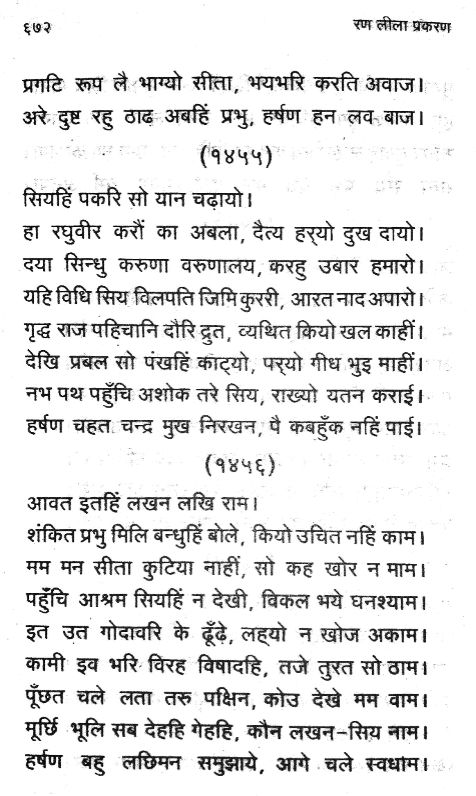 ६७२ रण लीला प्रकरण
प्रगटि रूप लै भाग्यो सीता, भयभरि करति अवाज।
अरे दुष्ट रहु ठाढ अबहिं प्रभु, हर्षण हन लव बाज।
(१४५५)
सियहिं पकरि सो यान चढ़ायो।
हा रघुवीर करौं का अबला, दैत्य हर्‌यो दुख दायो।
दया सिन्धु करुणा वरुणालय, करहु उबार हमारो।
यहि विधि सिय विलपति जिमि कुररी, आरत नाद अपारो।
गृद्ध राज पहिचानि दौरि द्रुत, व्यथित कियो खल काहीं।
देखि प्रबल सो पंखहिं काट्यो, पर्‌यो गीध भुइ माहीं।
नभ पथ पहुँचि अशोक तरे सिय, राख्यो यतन कराई।
हर्षण चहत चन्द्र मुख निरखन, पै कबहुँक नहिं पाई।
(१४५६)
आवत इतहिं लखन लखि राम।
शंकित प्रभु मिलि बन्धुहिं बोले, कियो उचित नहिं काम।
मम मन सीता कुटिया नाहीं, सो कह खोर न माम।
पहुँचि आश्रम सियहिं न देखी, विकल भये घनश्याम।
इत उत गोदावरि के ढूँढ़े, लह्‌यो न खोज अकाम।
कामी इव भरि विरह विषादहि, तजे तुरत सो ठाम।
पूँछत चले लता तरु पक्षिन, कोउ देखे मम वाम।
मूर्छि भूलि सब देहहि गेहहि, कौन लखन-सिय नाम।
हर्षण बहु लछिमन समुझाये, आगे चले स्वधाम।